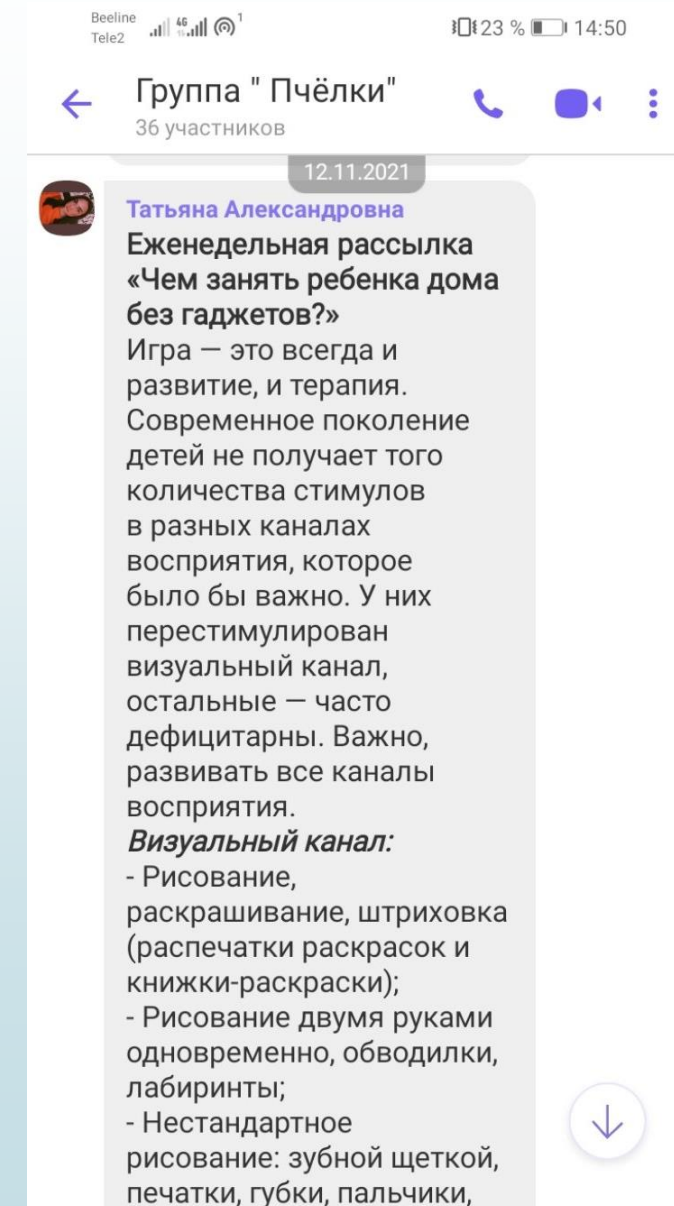 Beeline
Tele2
4G
1
23 %
14:50
Группа " Пчёлки"
36 участников
12.11.2021
Татьяна Александровна
Еженедельная рассылка
«Чем занять ребенка дома
без гаджетов?»
Игра — это всегда и
развитие, и терапия.
Современное поколение
детей не получает того
количества стимулов
в разных каналах
восприятия, которое
было бы важно. У них
перестимулирован
визуальный канал,
остальные — часто
дефицитарны. Важно,
развивать все каналы
восприятия.
Визуальный канал:
- Рисование,
раскрашивание, штриховка
(распечатки раскрасок и
книжки-раскраски);
- Рисование двумя руками
одновременно, обводилки,
лабиринты;
- Нестандартное
рисование: зубной щеткой,
печатки, губки, пальчики,